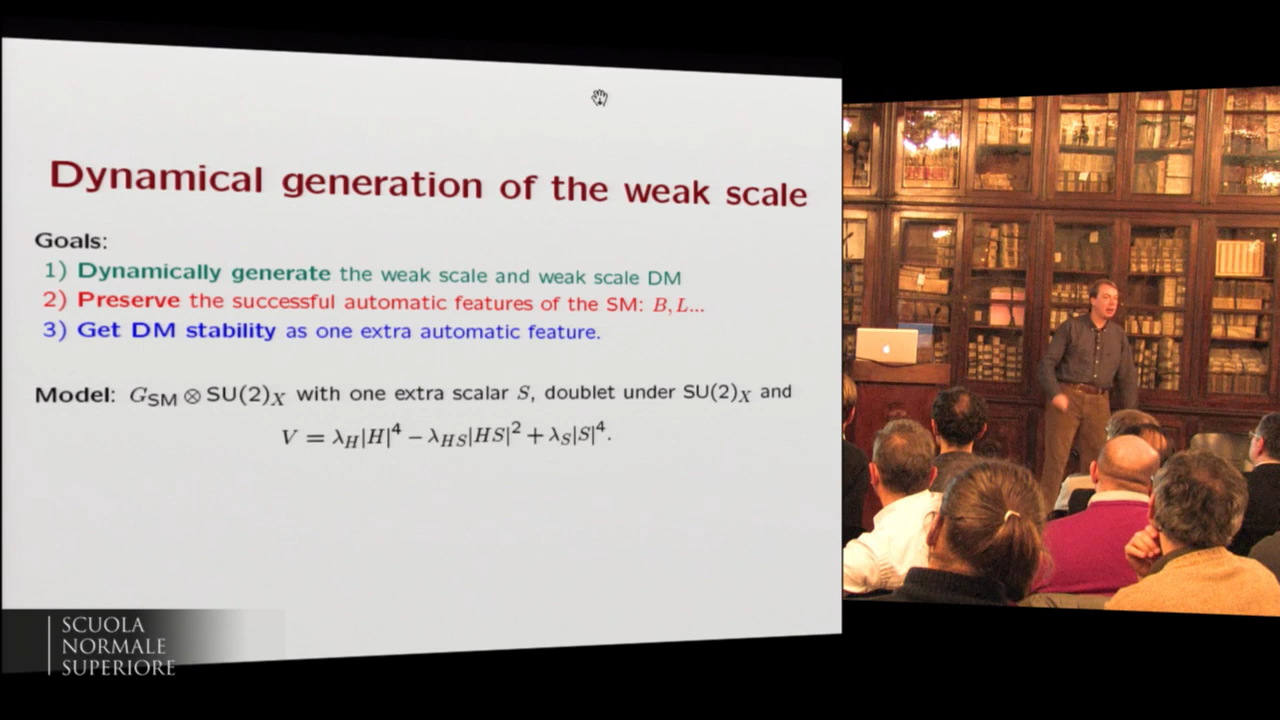 Dynamical generation of the weak scale
Goals:
1) Dynamically generate the weak scale and weak scale DM
2) Preserve the successful automatic features of the SM: B, L...
3) Get DM stability as one extra automatic feature.
Model: G_SM ⊗ SU(2)_X with one extra scalar S, doublet under SU(2)_X and
V = λ_H|H|⁴ − λ_HS|HS|² + λ_S|S|⁴.
SCUOLA
NORMALE
SUPERIORE